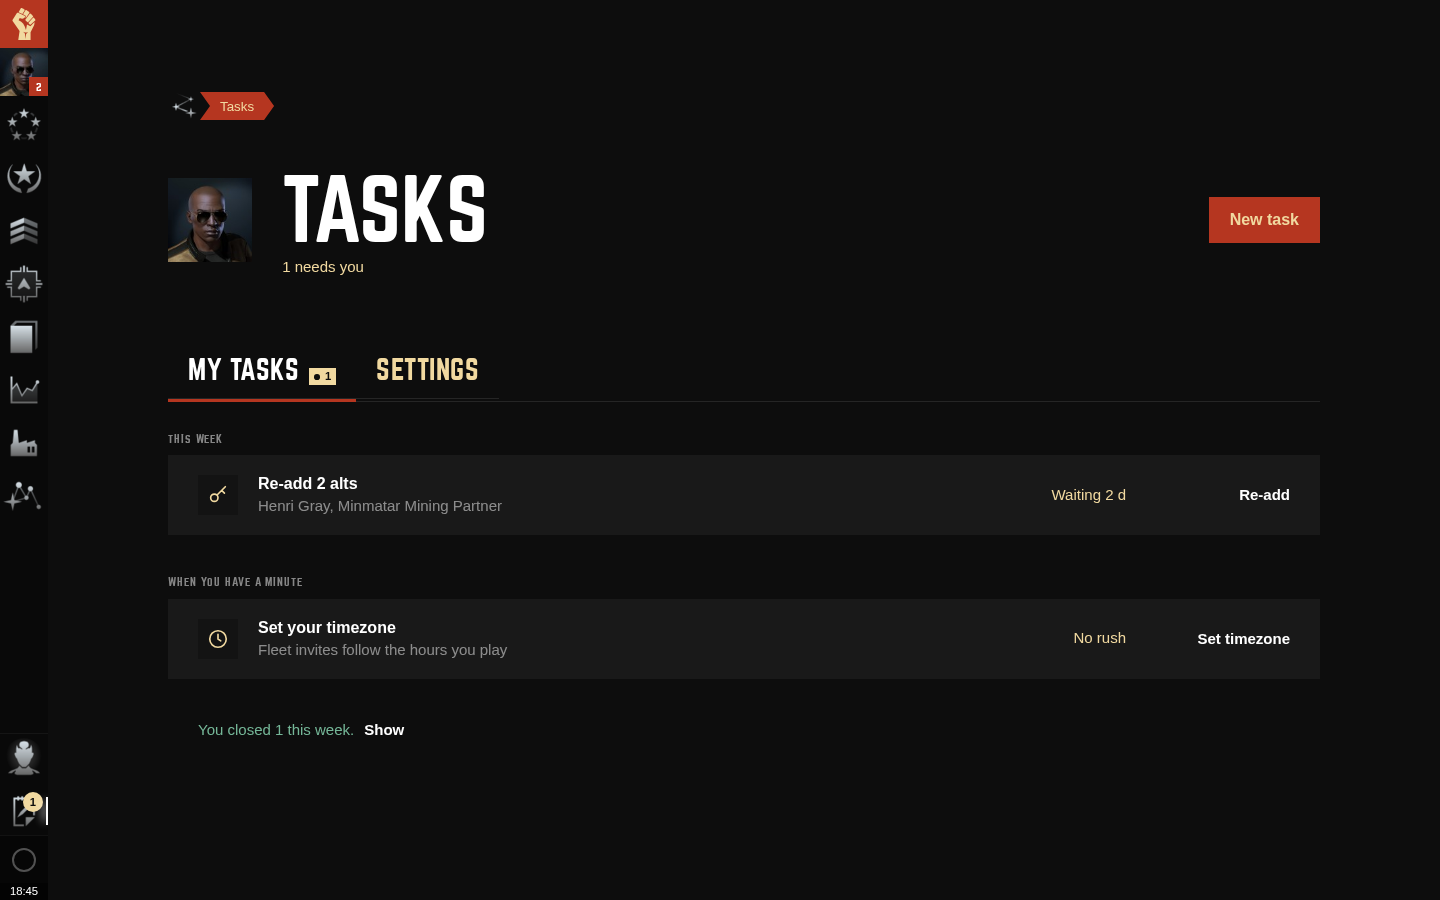 2
Tasks
TASKS
1 needs you
New task
MY TASKS 1
SETTINGS
THIS WEEK
Re-add 2 alts
Henri Gray, Minmatar Mining Partner
Waiting 2 d
Re-add
WHEN YOU HAVE A MINUTE
Set your timezone
Fleet invites follow the hours you play
No rush
Set timezone
You closed 1 this week. Show
1
18:45